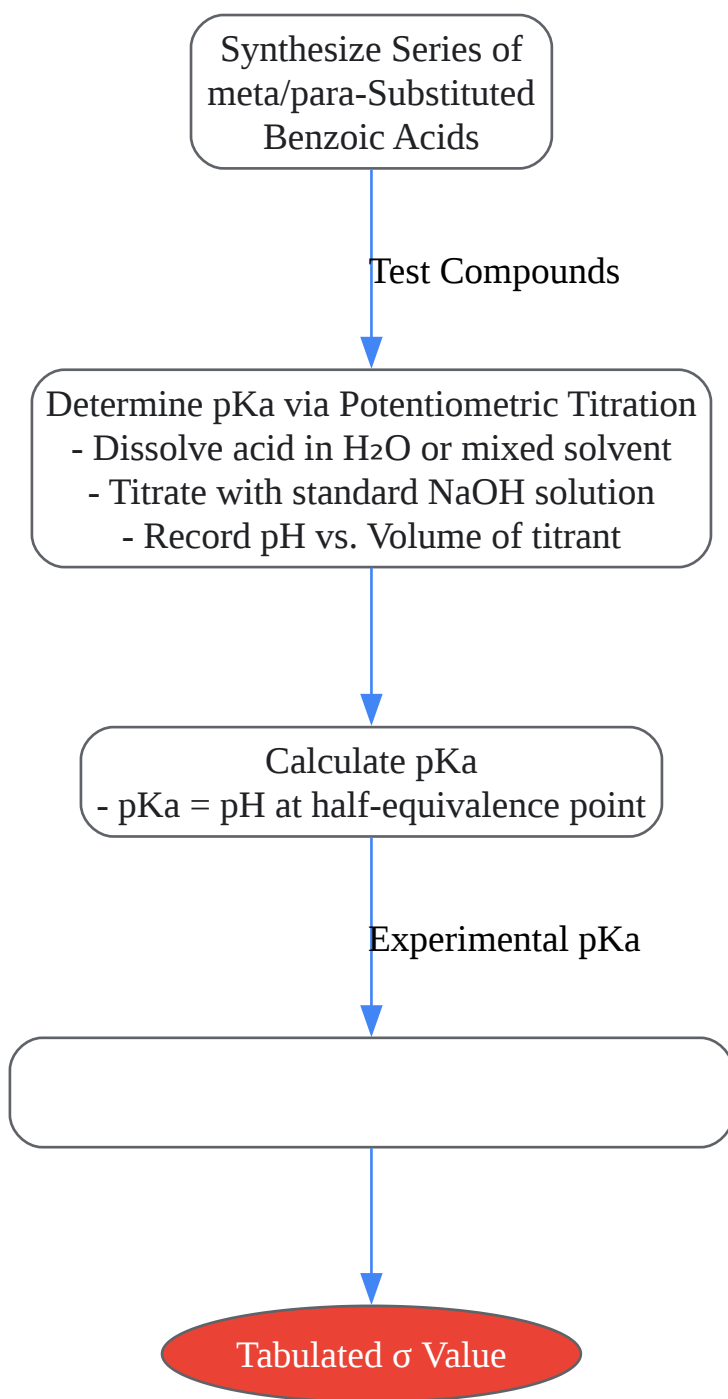 Synthesize Series of
meta/para-Substituted
Benzoic Acids
Test Compounds
Determine pKa via Potentiometric Titration
- Dissolve acid in H₂O or mixed solvent
- Titrate with standard NaOH solution
- Record pH vs. Volume of titrant
Calculate pKa
- pKa = pH at half-equivalence point
Experimental pKa
Tabulated σ Value